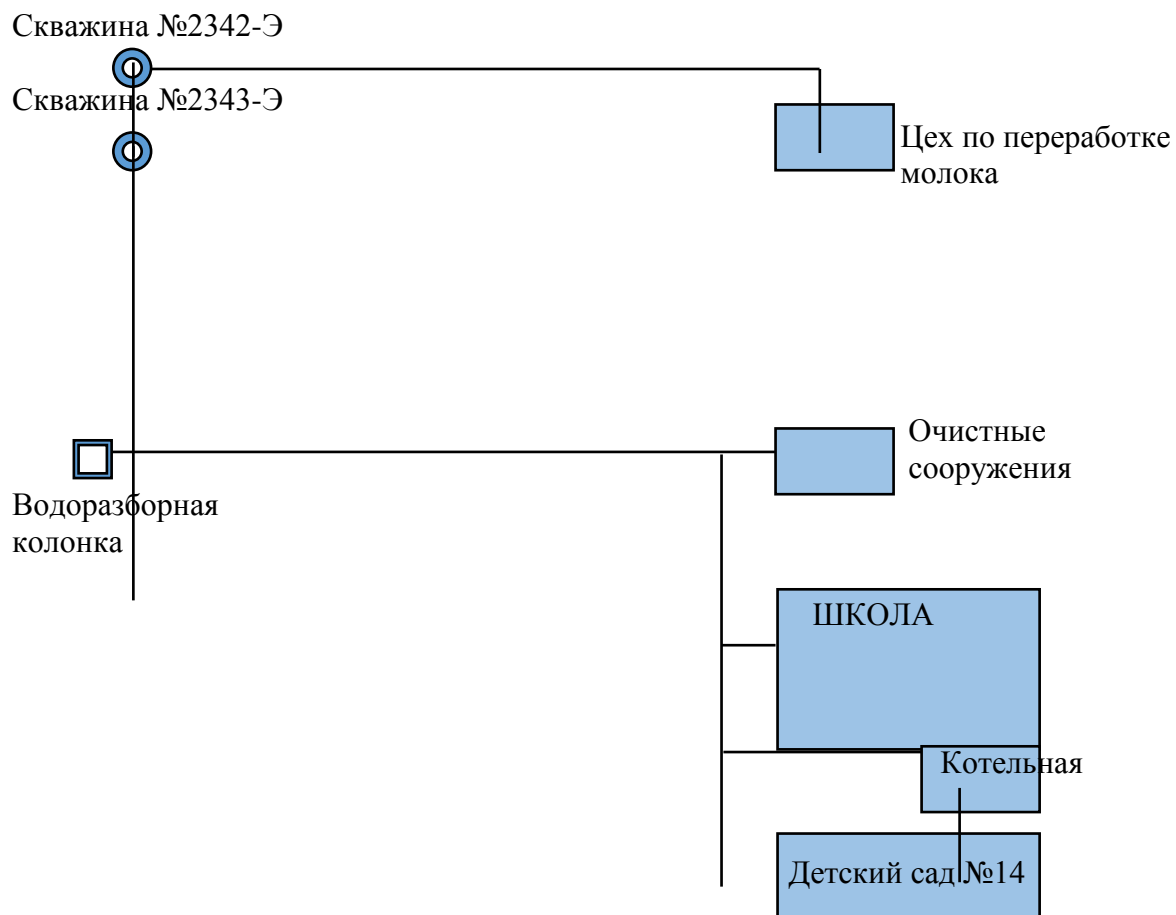 Скважина №2342-Э
Скважина №2343-Э
Цех по переработке
молока
Очистные
сооружения
Водоразборная
колонка
ШКОЛА
Котельная
Детский сад №14